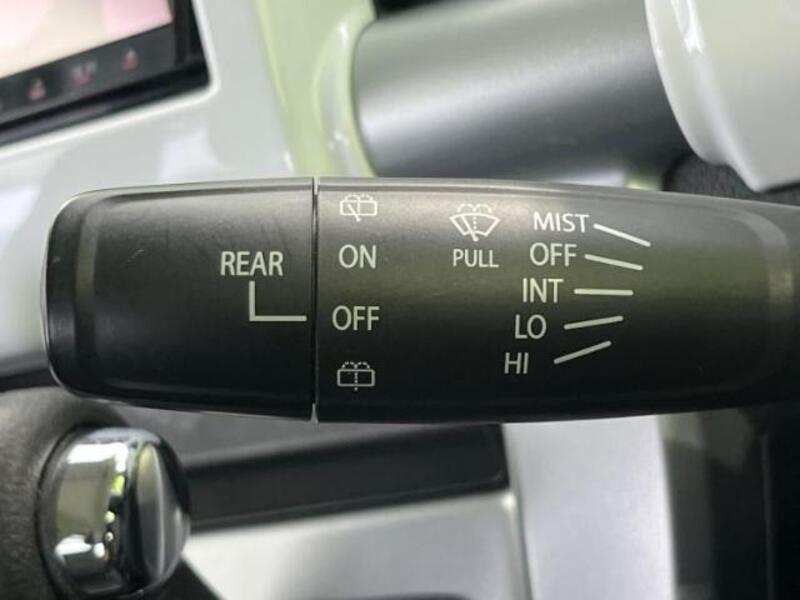 REAR
ON
OFF
PULL
MIST
OFF
INT
LO
HI